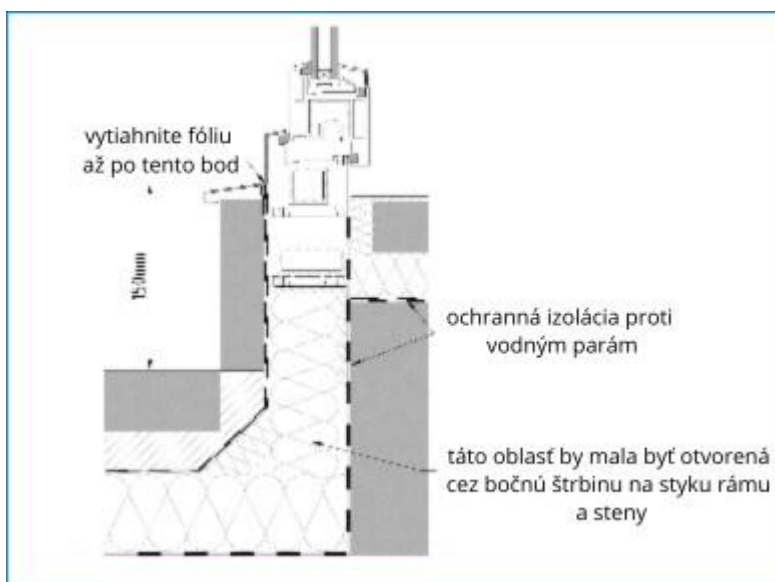 vytiahnite fóliu
až po tento bod
150mm
ochranná izolácia proti
vodným parám
táto oblasť by mala byť otvorená
cez bočnú štrbinu na styku rámu
a steny